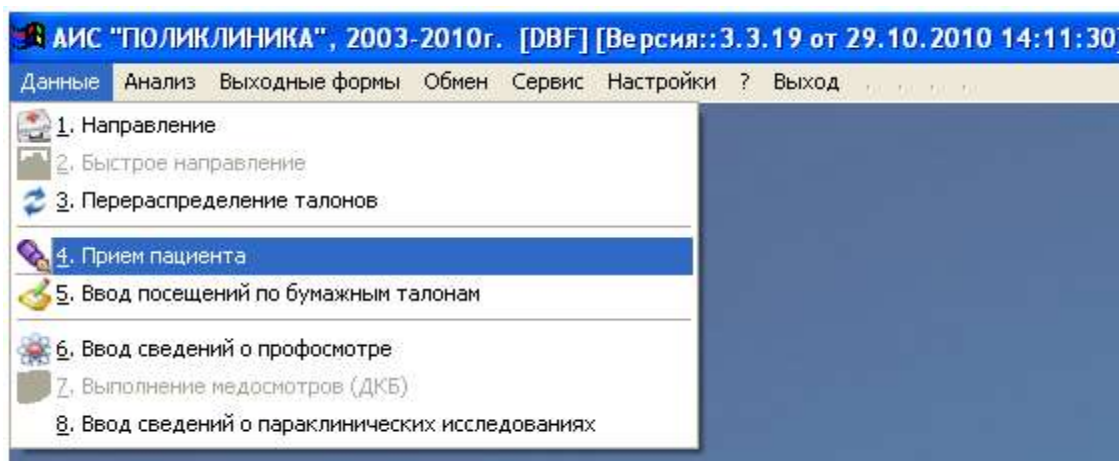 АИС "ПОЛИКЛИНИКА", 2003-2010г. [DBF] [Версия::3.3.19 от 29.10.2010 14:11:30]
Данные Анализ Выходные формы Обмен Сервис Настройки ? Выход . . . . .
1. Направление
2. Быстрое направление
3. Перераспределение талонов
4. Прием пациента
5. Ввод посещений по бумажным талонам
6. Ввод сведений о профосмотре
7. Выполнение медосмотров (ДКБ)
8. Ввод сведений о параклинических исследованиях